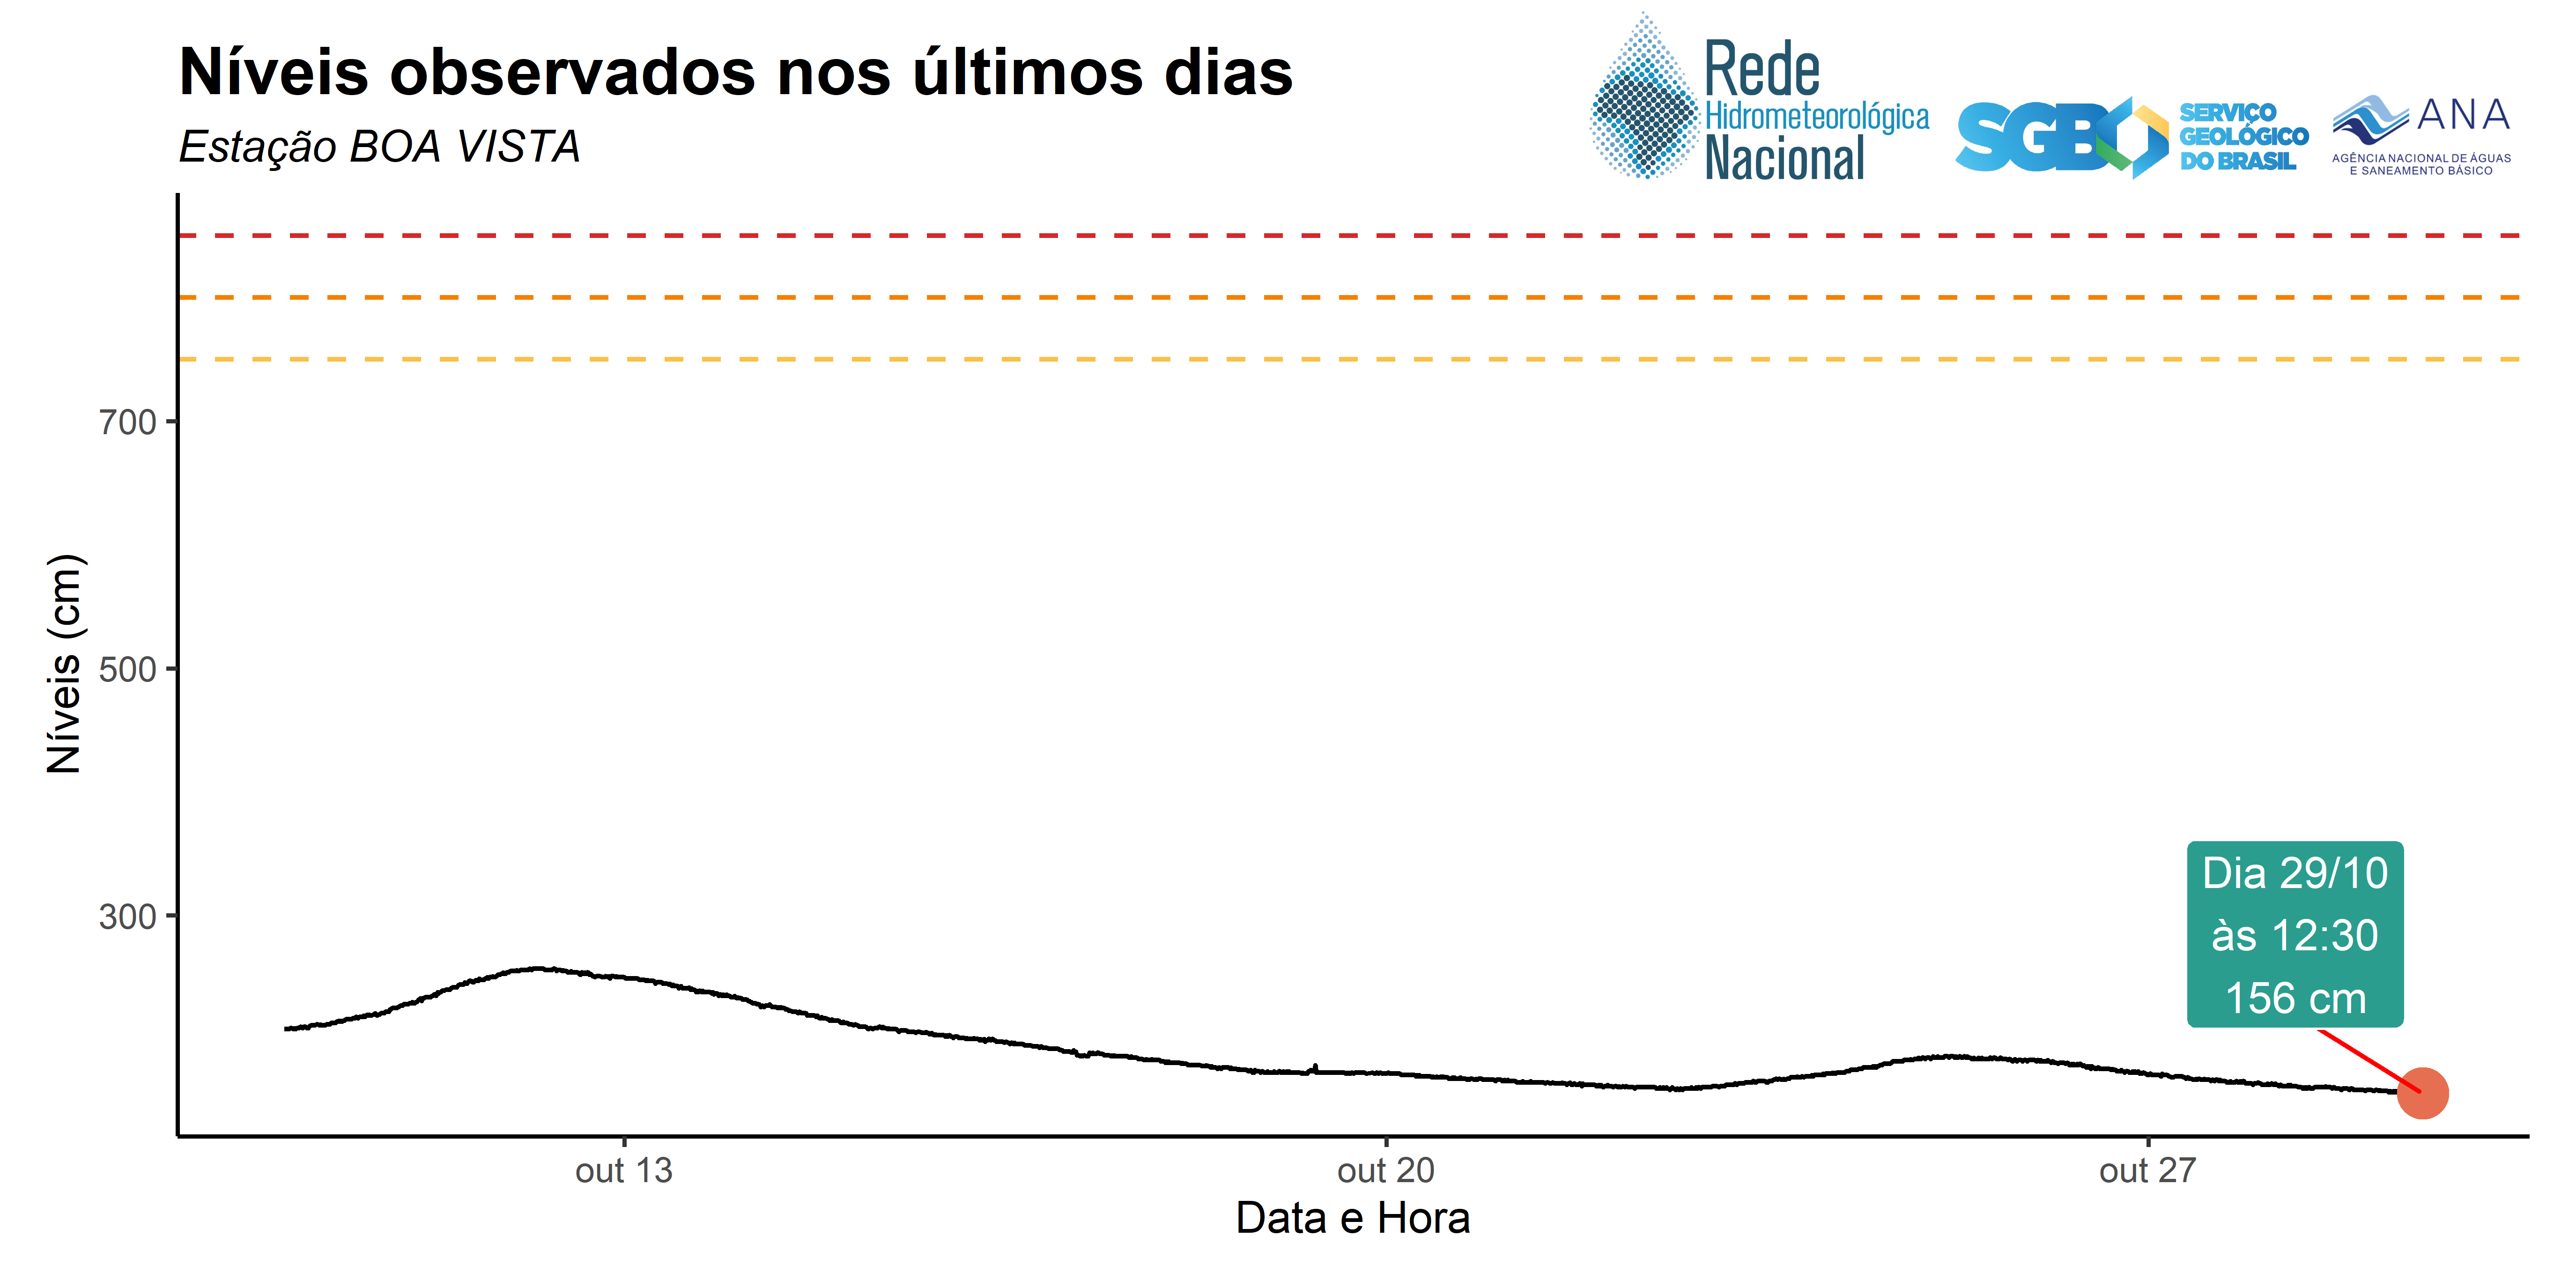 Níveis observados nos últimos dias
Estação BOA VISTA
Rede
Hidrometeorológica
Nacional
SGB
SERVIÇO
GEOLÓGICO
DO BRASIL
ANA
AGÊNCIA NACIONAL DE ÁGUAS
E SANEAMENTO BÁSICO
Níveis (cm)
700
500
300
Dia 29/10
às 12:30
156 cm
out 13
out 20
out 27
Data e Hora